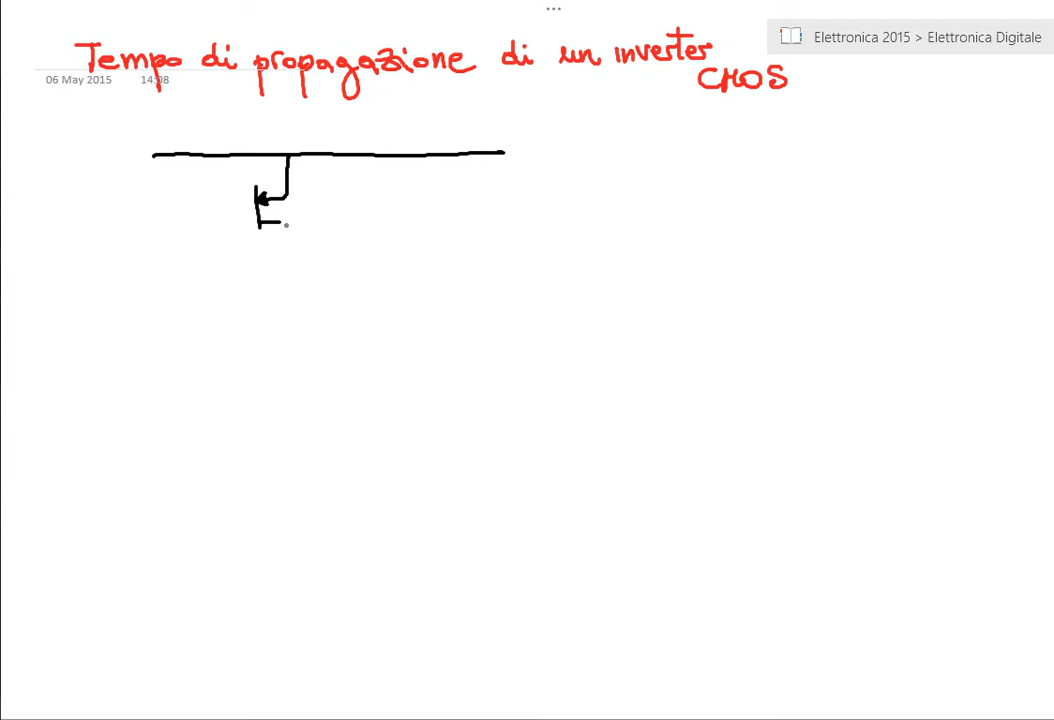 Elettronica 2015 > Elettronica Digitale
Tempo di propagazione di un inverter
CMOS
06 May 2015 14:08